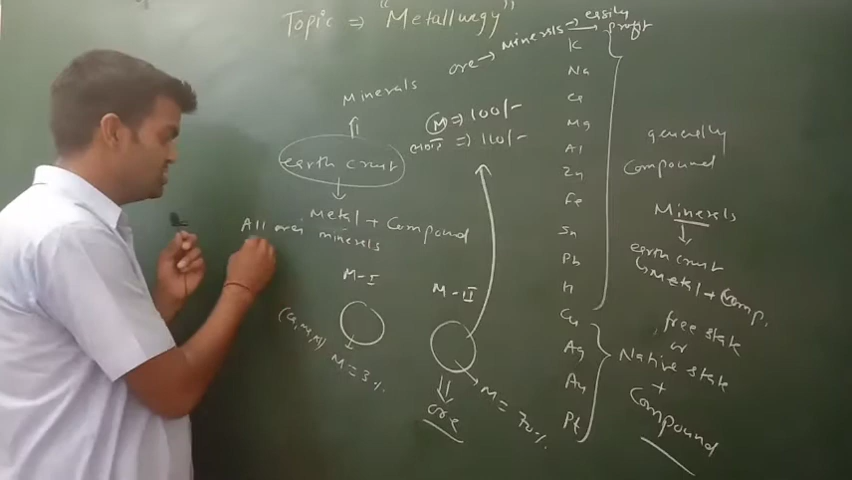 Topic ⇒ "Metallurgy"
ore → minerals → easily
profit
Minerals
earth crust
Metal + Compound
All ores minerals
(M) ⇒ 100/-
⇒ 110/-
M-I
M = 3%
M-II
M = 70%
ore
K
Na
Ca
Mg
Al
Zn
Fe
Sn
Pb
H
Cu
Ag
Au
Pt
generally
Compound
Minerals
earth crust
Metal + Comp.
free state
or
Native state
+
Compound